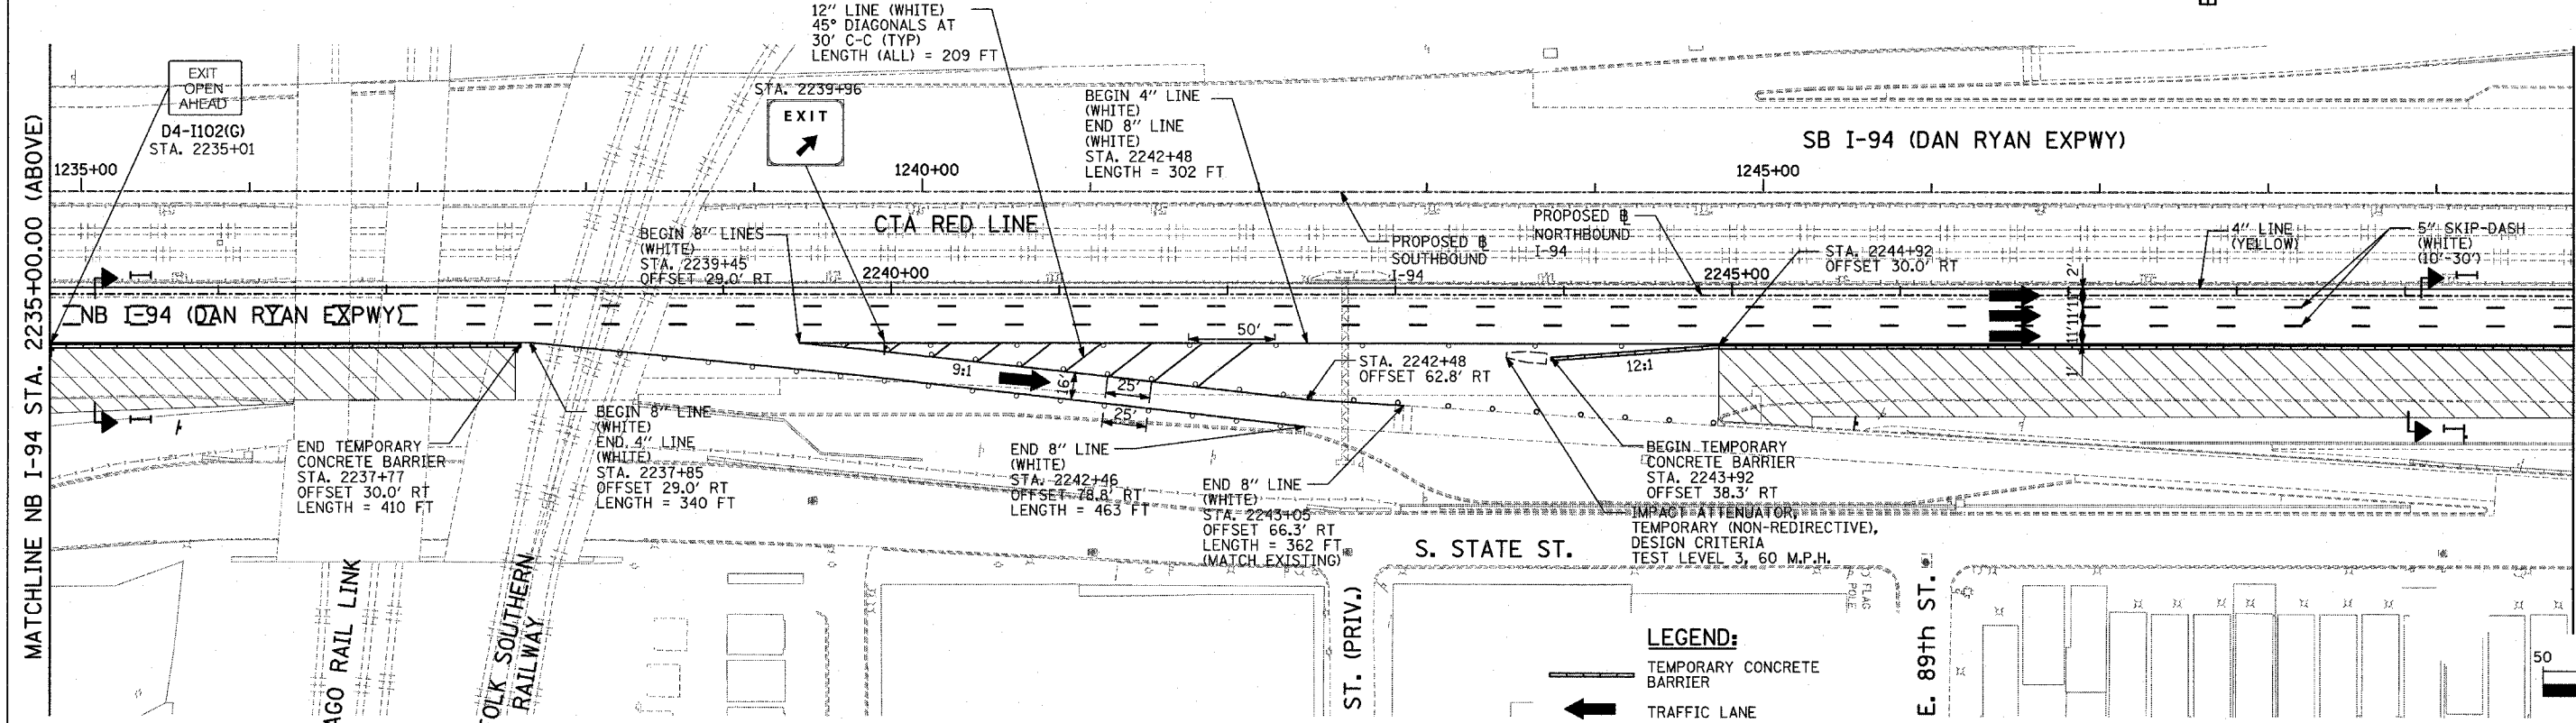 12" LINE (WHITE)
45° DIAGONALS AT
30' C-C (TYP)
LENGTH (ALL) = 209 FT
EXIT
OPEN
AHEAD
D4-I102(G)
STA. 2235+01
STA. 2239+96
EXIT
BEGIN 4" LINE
(WHITE)
END 8" LINE
(WHITE)
STA. 2242+48
LENGTH = 302 FT
SB I-94 (DAN RYAN EXPWY)
MATCHLINE NB I-94 STA. 2235+00.00 (ABOVE)
1235+00
1240+00
1245+00
CTA RED LINE
BEGIN 8" LINES
(WHITE)
STA. 2239+45
OFFSET 29.0' RT
2240+00
PROPOSED ℄
SOUTHBOUND
I-94
PROPOSED ℄
NORTHBOUND
I-94
2245+00
STA. 2244+92
OFFSET 30.0' RT
4" LINE
(YELLOW)
5" SKIP-DASH
(WHITE)
(10'-30')
NB I-94 (DAN RYAN EXPWY)
50'
2'
11'11'11'
1'
9:1
16'
25'
25'
12:1
STA. 2242+48
OFFSET 62.8' RT
END TEMPORARY
CONCRETE BARRIER
STA. 2237+77
OFFSET 30.0' RT
LENGTH = 410 FT
BEGIN 8" LINE
(WHITE)
END 4" LINE
(WHITE)
STA. 2237+85
OFFSET 29.0' RT
LENGTH = 340 FT
END 8" LINE
(WHITE)
STA. 2242+46
OFFSET 78.8' RT
LENGTH = 463 FT
END 8" LINE
(WHITE)
STA. 2243+05
OFFSET 66.3' RT
LENGTH = 362 FT
(MATCH EXISTING)
BEGIN TEMPORARY
CONCRETE BARRIER
STA. 2243+92
OFFSET 38.3' RT
IMPACT ATTENUATOR,
TEMPORARY (NON-REDIRECTIVE),
DESIGN CRITERIA
TEST LEVEL 3, 60 M.P.H.
S. STATE ST.
AGO RAIL LINK
FOLK SOUTHERN
RAILWAY
ST. (PRIV.)
FLAG
POLE
E. 89th ST.
LEGEND:
TEMPORARY CONCRETE
BARRIER
TRAFFIC LANE
50